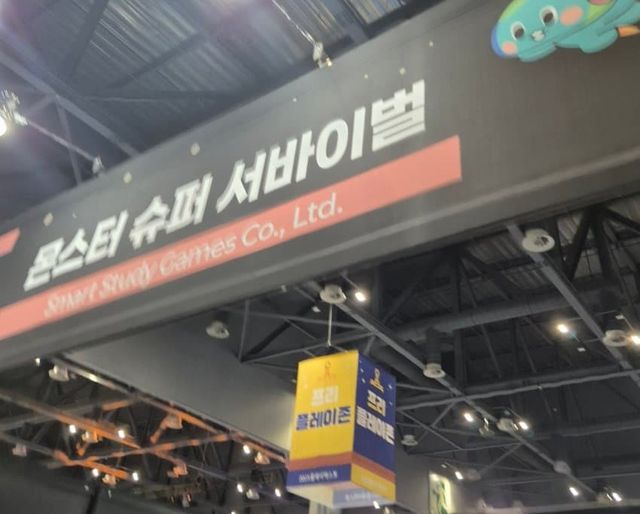 몬스터 슈퍼 서바이벌
Smart Study Games Co., Ltd.
프리
플레이존
프리
플레이존